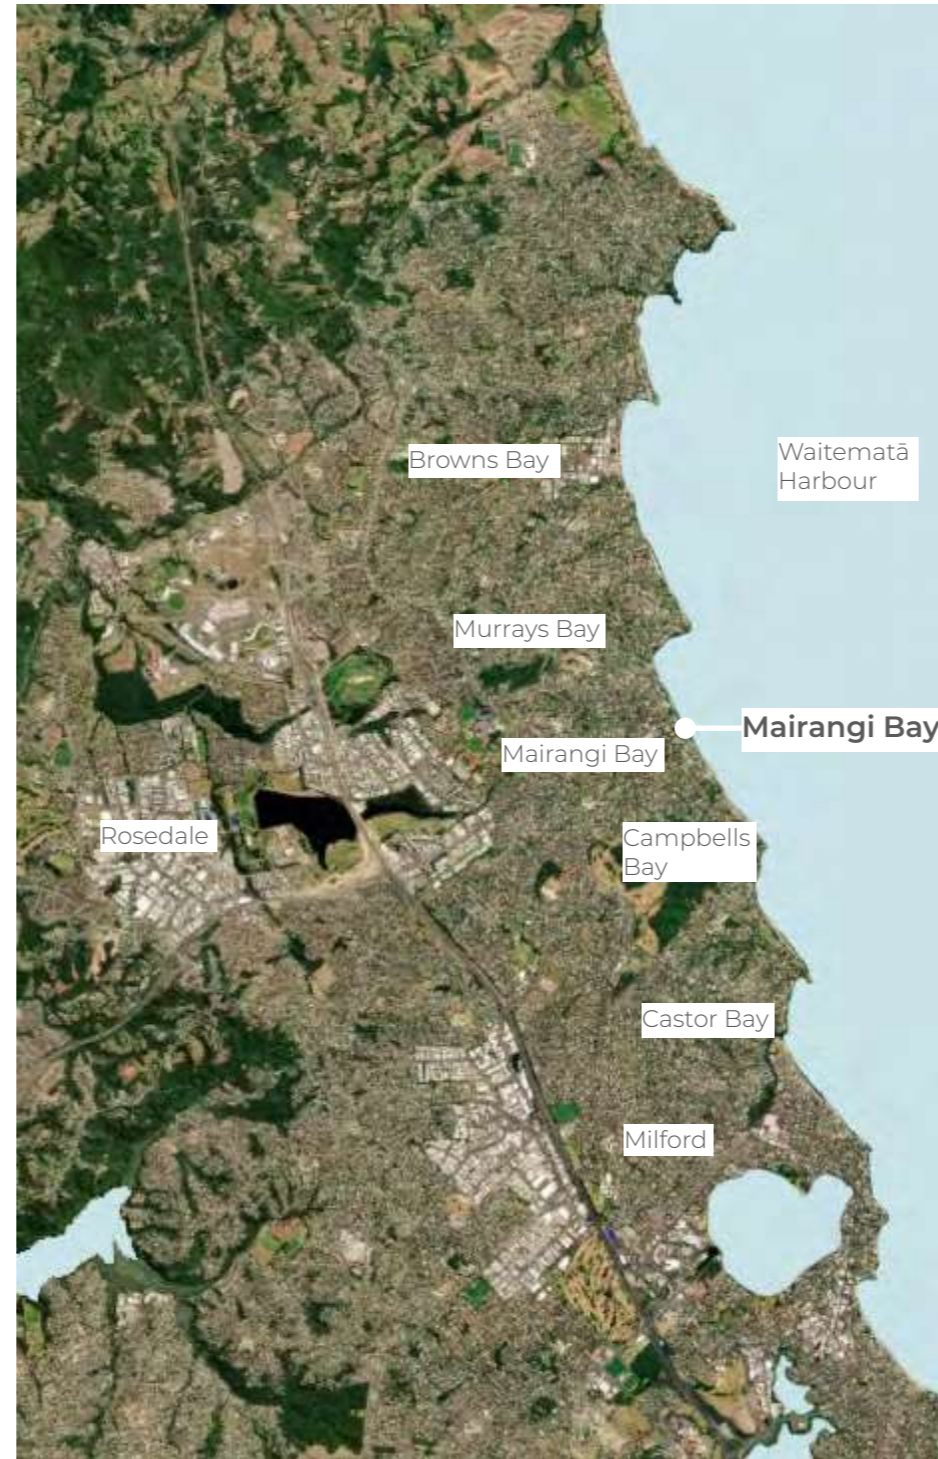 Browns Bay
Waitematā
Harbour
Murrays Bay
Mairangi Bay
Mairangi Bay
Rosedale
Campbells
Bay
Castor Bay
Milford